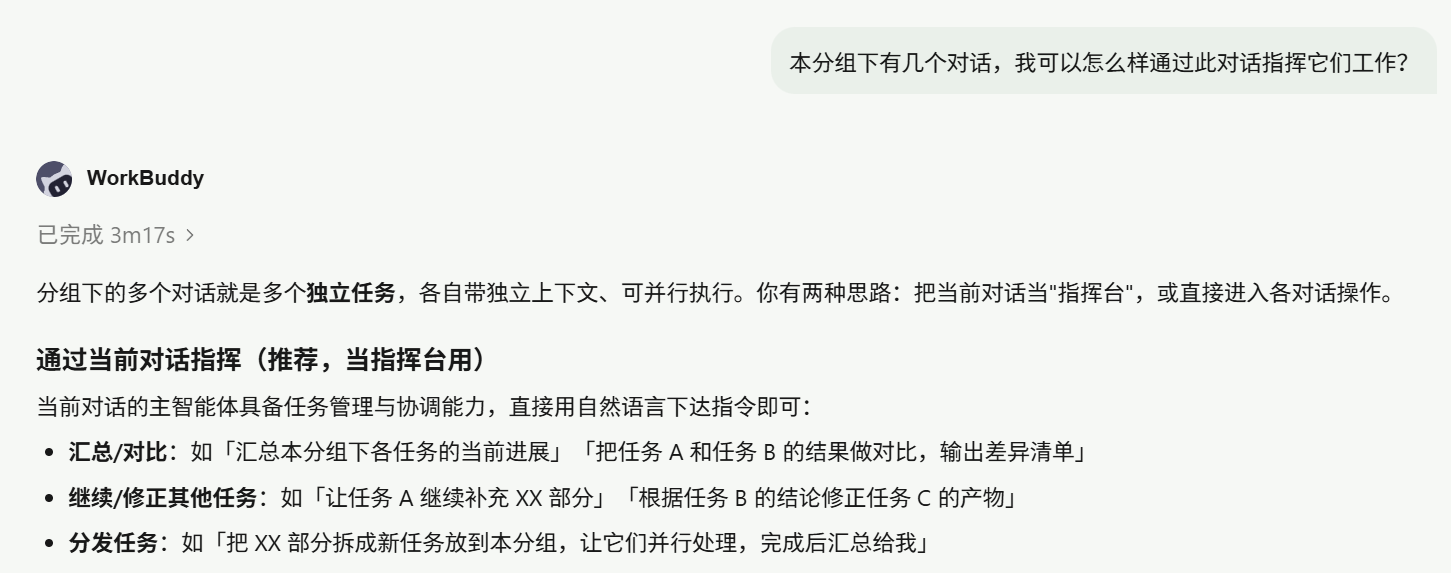 本分组下有几个对话，我可以怎么样通过此对话指挥它们工作？
WorkBuddy
已完成 3m17s >
分组下的多个对话就是多个独立任务，各自带独立上下文、可并行执行。你有两种思路：把当前对话当"指挥台"，或直接进入各对话操作。
通过当前对话指挥（推荐，当指挥台用）
当前对话的主智能体具备任务管理与协调能力，直接用自然语言下达指令即可：
• 汇总/对比：如「汇总本分组下各任务的当前进展」「把任务 A 和任务 B 的结果做对比，输出差异清单」
• 继续/修正其他任务：如「让任务 A 继续补充 XX 部分」「根据任务 B 的结论修正任务 C 的产物」
• 分发任务：如「把 XX 部分拆成新任务放到本分组，让它们并行处理，完成后汇总给我」